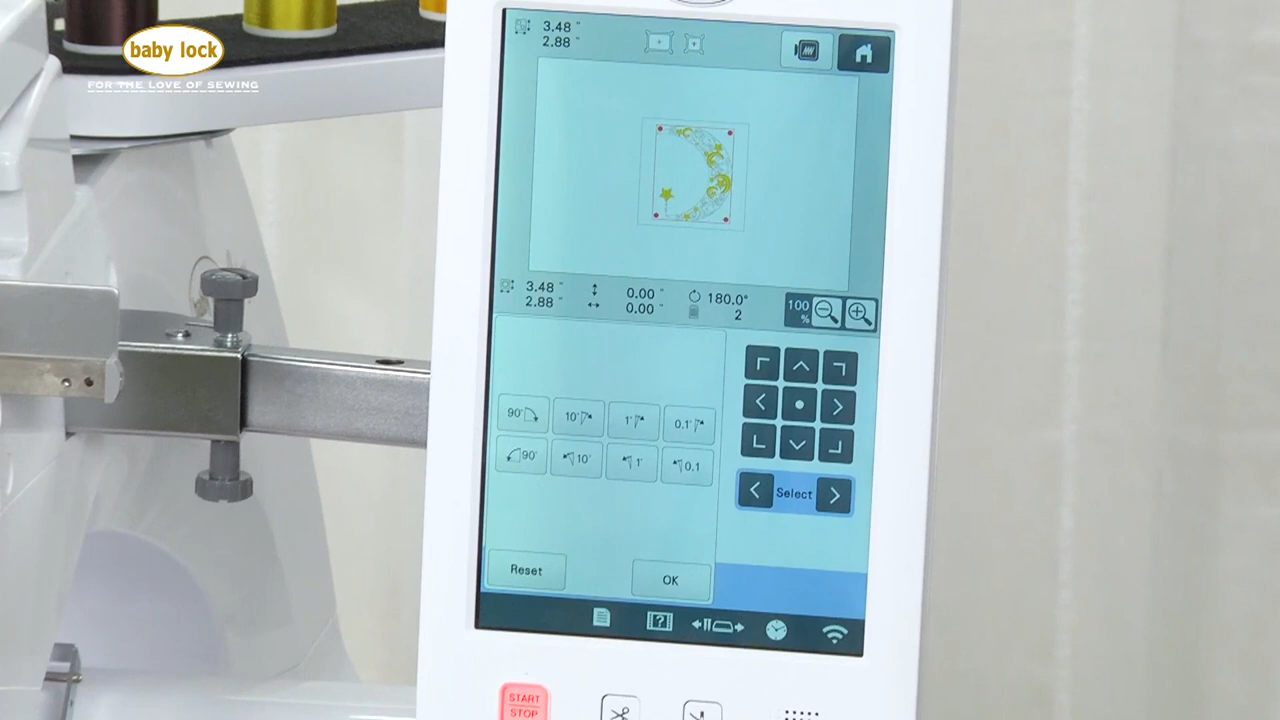 baby lock
FOR THE LOVE OF SEWING
3.48 "
2.88 "
3.48 "
2.88 "
0.00 "
0.00 "
180.0°
2
100
%
90°
10°
1°
0.1°
90°
10°
1°
0.1
Select
Reset
OK
?
START
STOP